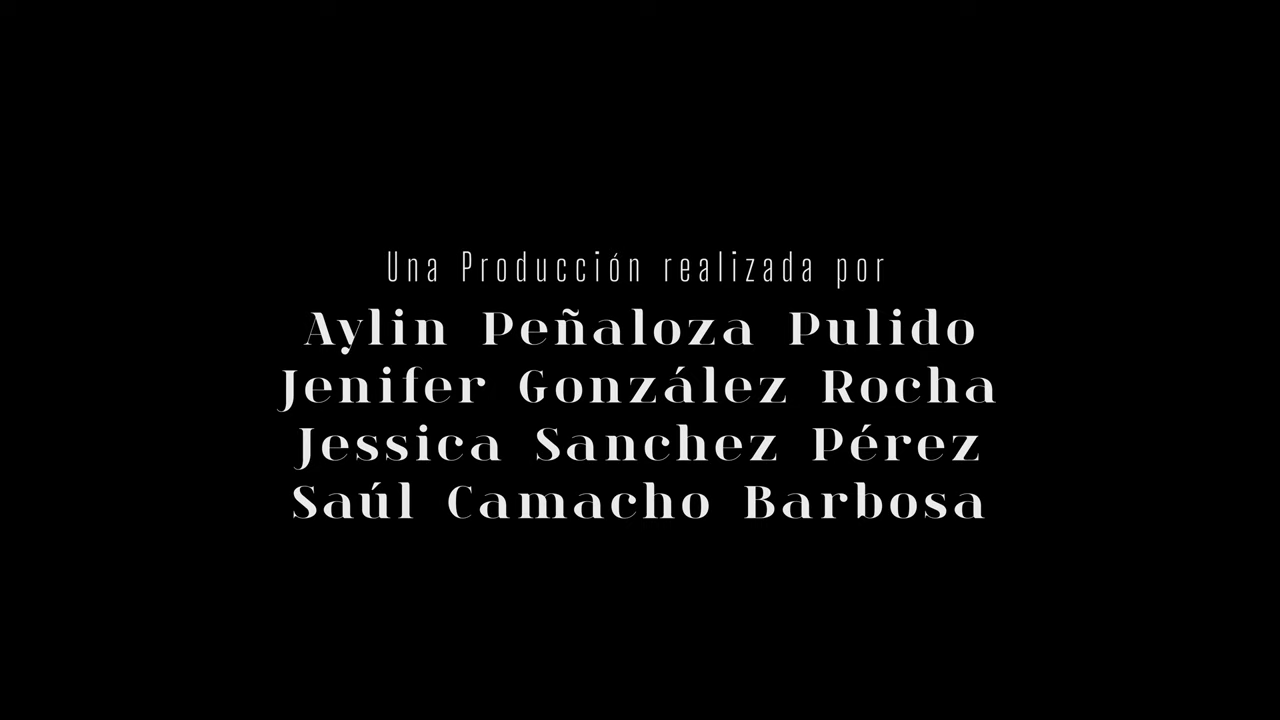 Una Producción realizada por
Aylin Peñaloza Pulido
Jenifer González Rocha
Jessica Sanchez Pérez
Saúl Camacho Barbosa